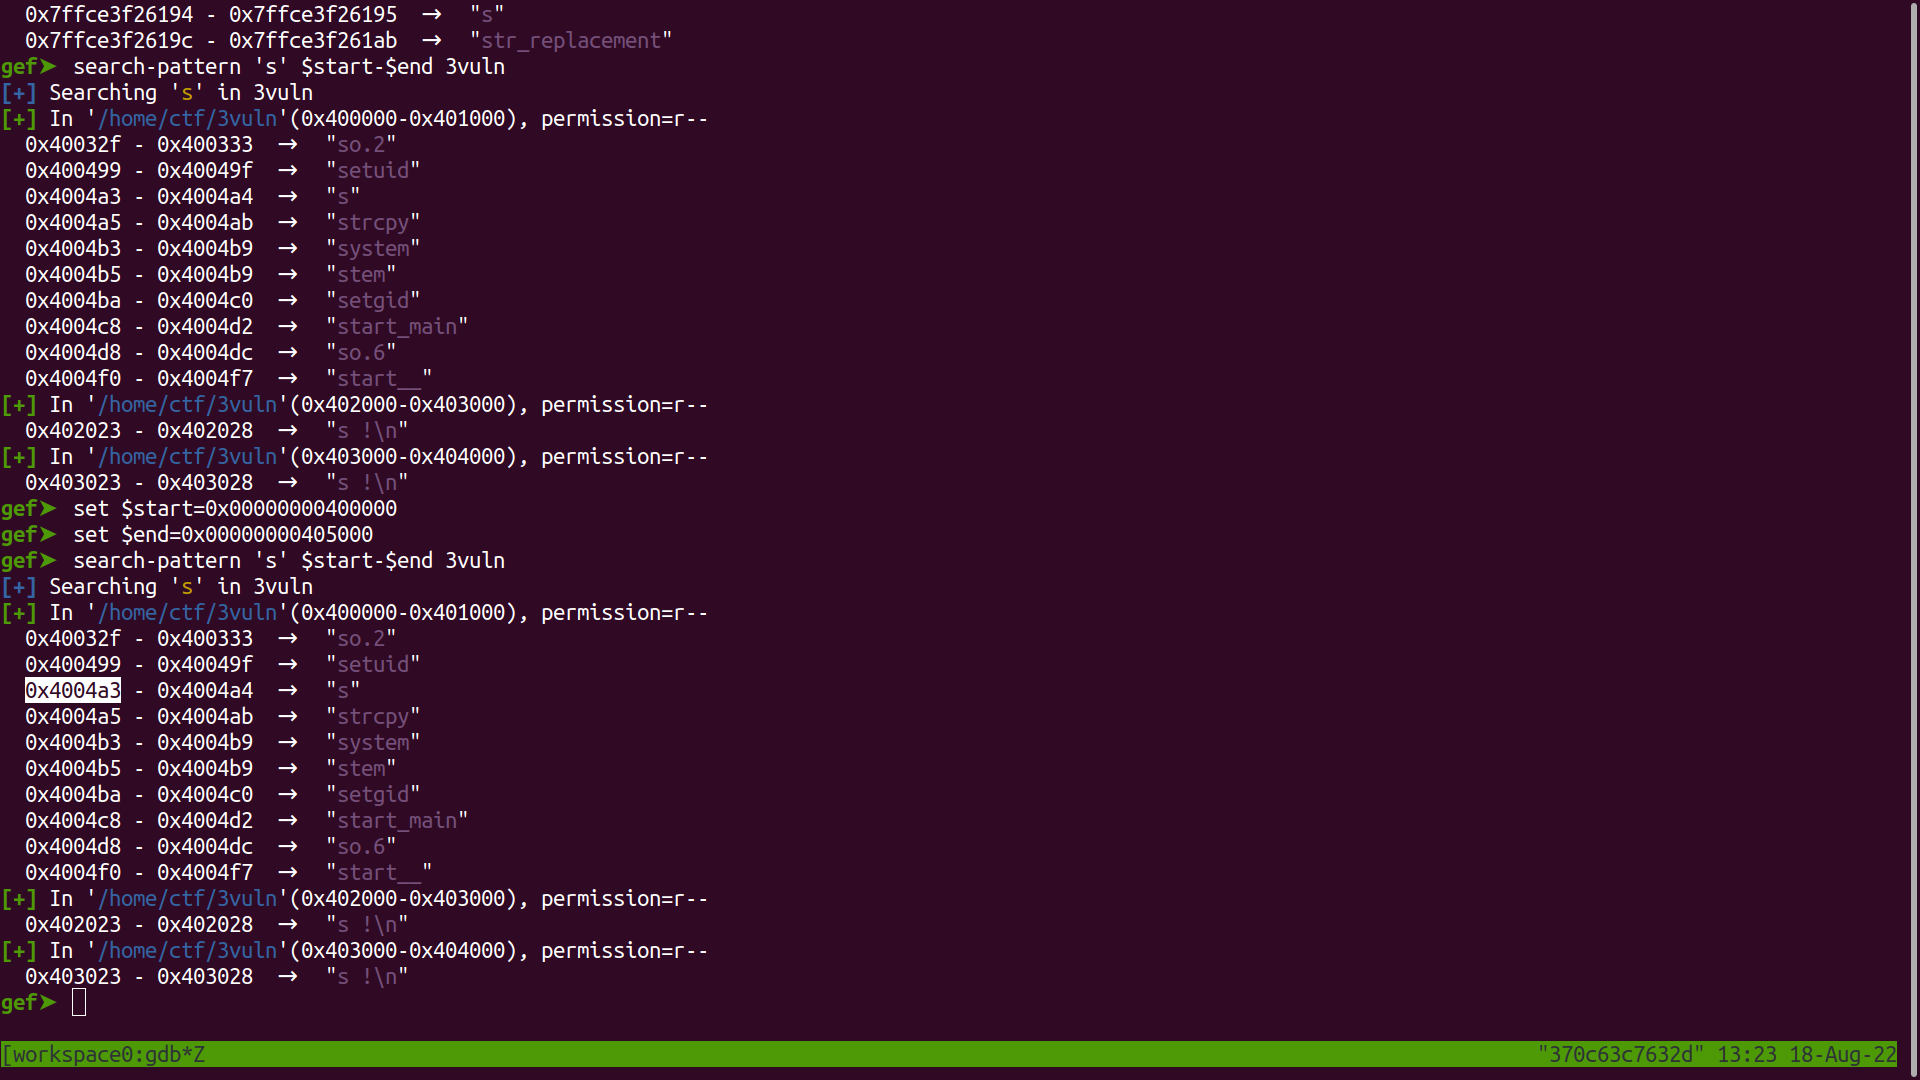 0x7ffce3f26194 - 0x7ffce3f26195  →  "s"
0x7ffce3f2619c - 0x7ffce3f261ab  →  "str_replacement"
gef➤  search-pattern 's' $start-$end 3vuln
[+] Searching 's' in 3vuln
[+] In '/home/ctf/3vuln'(0x400000-0x401000), permission=r--
0x40032f - 0x400333  →  "so.2"
0x400499 - 0x40049f  →  "setuid"
0x4004a3 - 0x4004a4  →  "s"
0x4004a5 - 0x4004ab  →  "strcpy"
0x4004b3 - 0x4004b9  →  "system"
0x4004b5 - 0x4004b9  →  "stem"
0x4004ba - 0x4004c0  →  "setgid"
0x4004c8 - 0x4004d2  →  "start_main"
0x4004d8 - 0x4004dc  →  "so.6"
0x4004f0 - 0x4004f7  →  "start__"
[+] In '/home/ctf/3vuln'(0x402000-0x403000), permission=r--
0x402023 - 0x402028  →  "s !\n"
[+] In '/home/ctf/3vuln'(0x403000-0x404000), permission=r--
0x403023 - 0x403028  →  "s !\n"
gef➤  set $start=0x00000000400000
gef➤  set $end=0x00000000405000
gef➤  search-pattern 's' $start-$end 3vuln
[+] Searching 's' in 3vuln
[+] In '/home/ctf/3vuln'(0x400000-0x401000), permission=r--
0x40032f - 0x400333  →  "so.2"
0x400499 - 0x40049f  →  "setuid"
0x4004a3 - 0x4004a4  →  "s"
0x4004a5 - 0x4004ab  →  "strcpy"
0x4004b3 - 0x4004b9  →  "system"
0x4004b5 - 0x4004b9  →  "stem"
0x4004ba - 0x4004c0  →  "setgid"
0x4004c8 - 0x4004d2  →  "start_main"
0x4004d8 - 0x4004dc  →  "so.6"
0x4004f0 - 0x4004f7  →  "start__"
[+] In '/home/ctf/3vuln'(0x402000-0x403000), permission=r--
0x402023 - 0x402028  →  "s !\n"
[+] In '/home/ctf/3vuln'(0x403000-0x404000), permission=r--
0x403023 - 0x403028  →  "s !\n"
gef➤
[workspace0:gdb*Z "370c63c7632d" 13:23 18-Aug-22